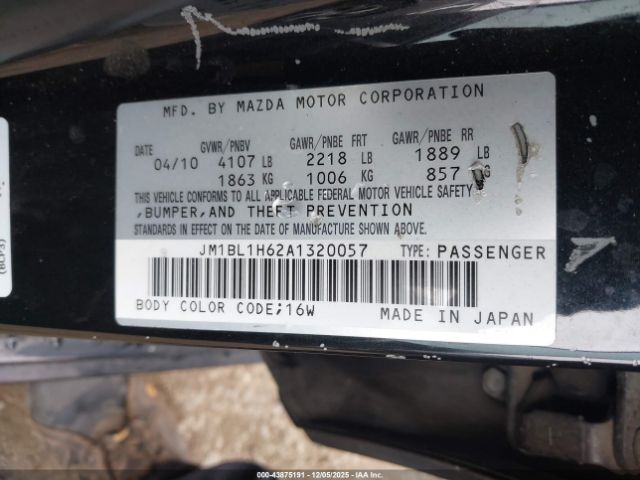 MFD. BY MAZDA MOTOR CORPORATION
DATE GVWR/PNBV GAWR/PNBE FRT GAWR/PNBE RR
04/10 4107 LB 2218 LB 1889 LB
1863 KG 1006 KG 857
THIS VEHICLE CONFORMS TO ALL APPLICABLE FEDERAL MOTOR VEHICLE SAFETY
,BUMPER,AND THEFT PREVENTION
STANDARDS IN EFFECT ON THE DATE OF MANUFACTURE SHOWN ABOVE.
JM1BL1H62A1320057 TYPE: PASSENGER
BODY COLOR CODE;16W MADE IN JAPAN
(BCP3)
000-43875191 - 12/05/2025 - IAA Inc.